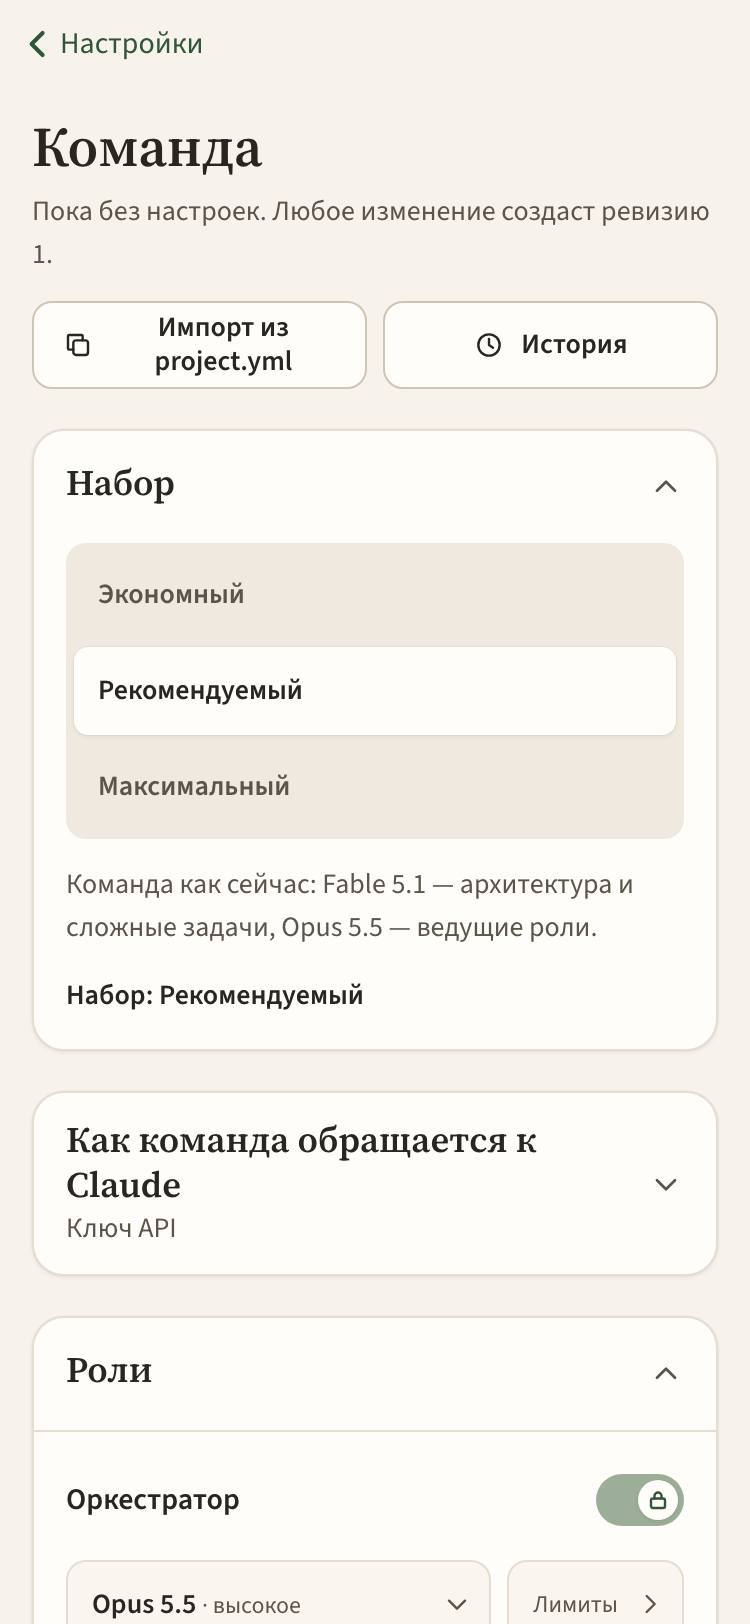 Настройки
Команда
Пока без настроек. Любое изменение создаст ревизию
1.
Импорт из
project.yml
История
Набор
Экономный
Рекомендуемый
Максимальный
Команда как сейчас: Fable 5.1 — архитектура и
сложные задачи, Opus 5.5 — ведущие роли.
Набор: Рекомендуемый
Как команда обращается к
Claude
Ключ API
Роли
Оркестратор
Opus 5.5 · высокое
Лимиты